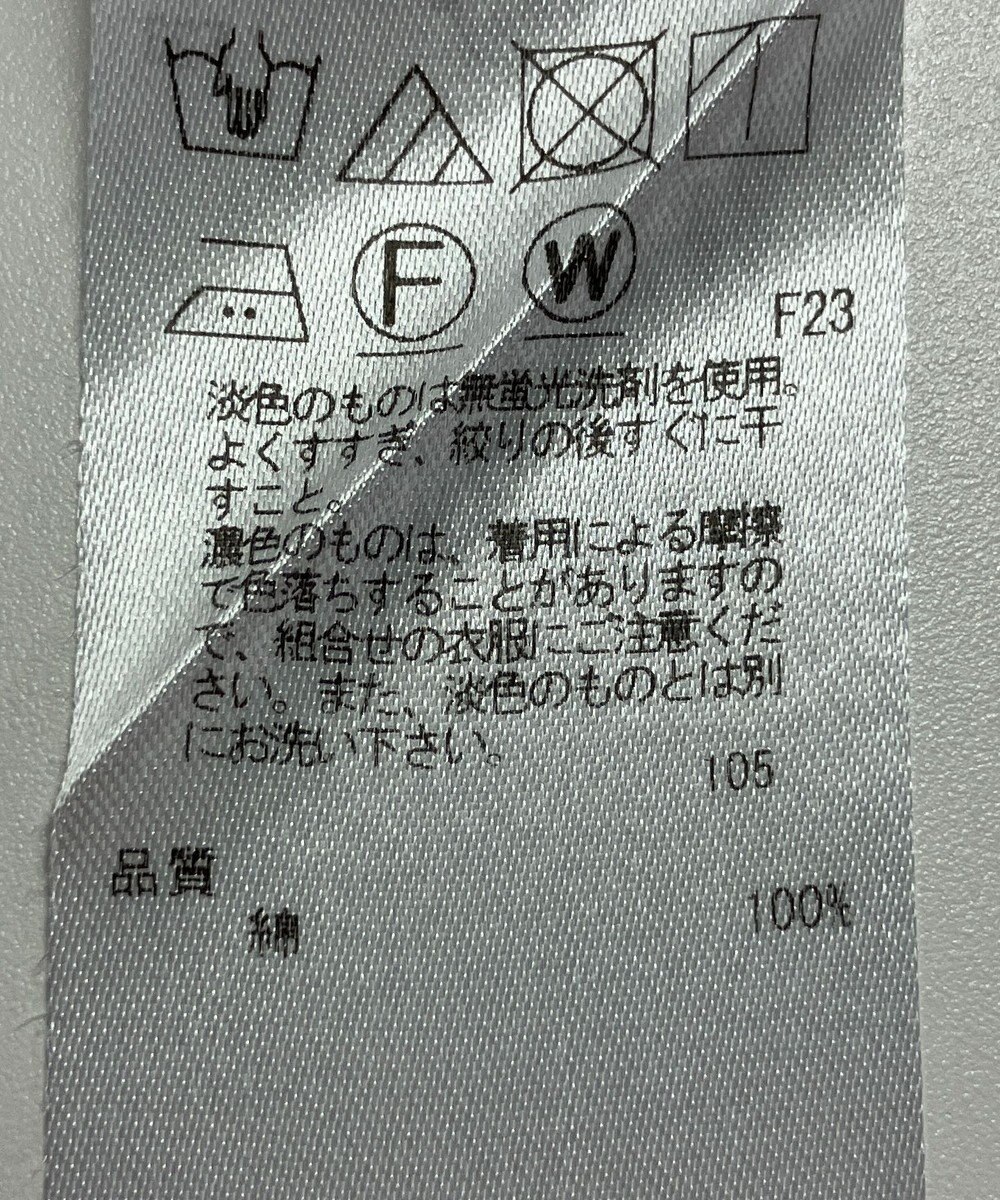 F W
F23
淡色のものは無蛍光洗剤を使用。
よくすすぎ、絞りの後すぐに干
すこと。
濃色のものは、着用による摩擦
で色落ちすることがありますの
で、組合せの衣服にご注意くだ
さい。また、淡色のものとは別
にお洗い下さい。
105
品質
綿 100%